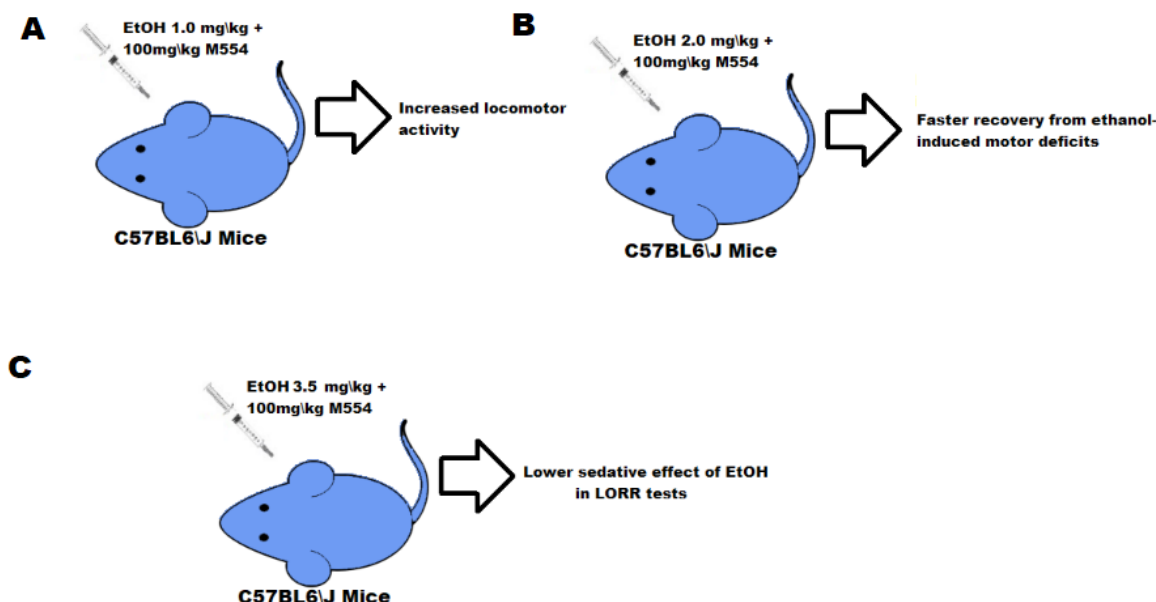 A
EtOH 1.0 mg\kg +
100mg\kg M554
Increased locomotor
activity
C57BL6\J Mice
B
EtOH 2.0 mg\kg +
100mg\kg M554
Faster recovery from ethanol-
induced motor deficits
C57BL6\J Mice
C
EtOH 3.5 mg\kg +
100mg\kg M554
Lower sedative effect of EtOH
in LORR tests
C57BL6\J Mice